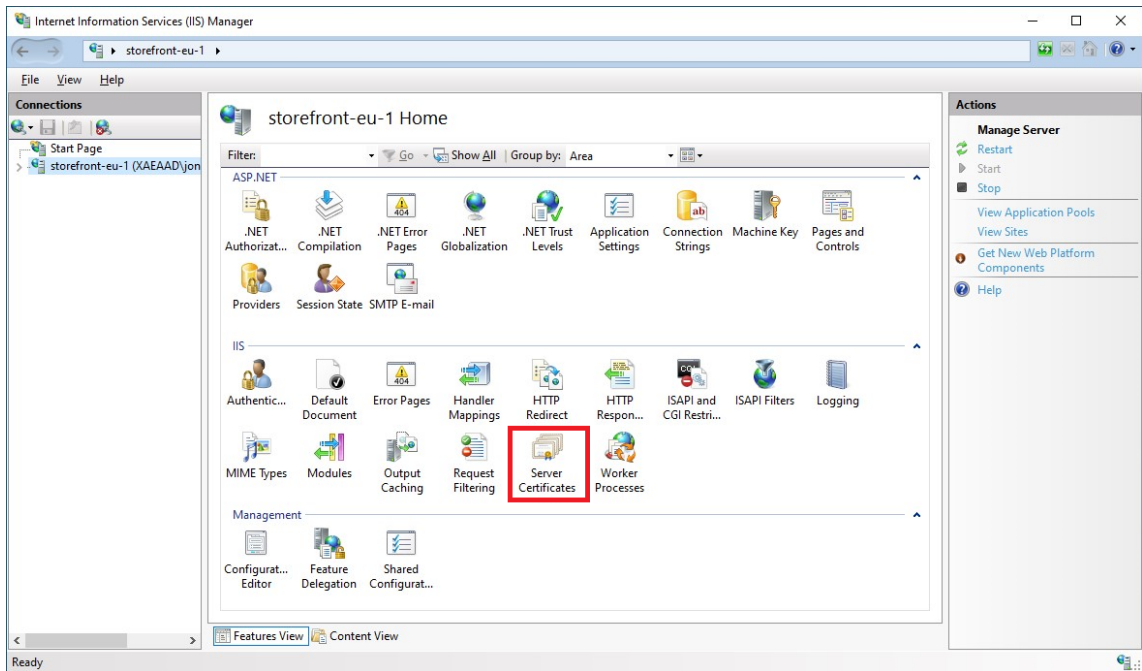 Internet Information Services (IIS) Manager
storefront-eu-1
File View Help
Connections
Start Page
storefront-eu-1 (XAEAAD\jon
storefront-eu-1 Home
Filter: Go Show All Group by: Area
ASP.NET
.NET Authorizat...
.NET Compilation
.NET Error Pages
.NET Globalization
.NET Trust Levels
Application Settings
Connection Strings
Machine Key
Pages and Controls
Providers
Session State
SMTP E-mail
IIS
Authentic...
Default Document
Error Pages
Handler Mappings
HTTP Redirect
HTTP Respon...
ISAPI and CGI Restri...
ISAPI Filters
Logging
MIME Types
Modules
Output Caching
Request Filtering
Server Certificates
Worker Processes
Management
Configurat... Editor
Feature Delegation
Shared Configurat...
Features View
Content View
Actions
Manage Server
Restart
Start
Stop
View Application Pools
View Sites
Get New Web Platform
Components
Help
Ready